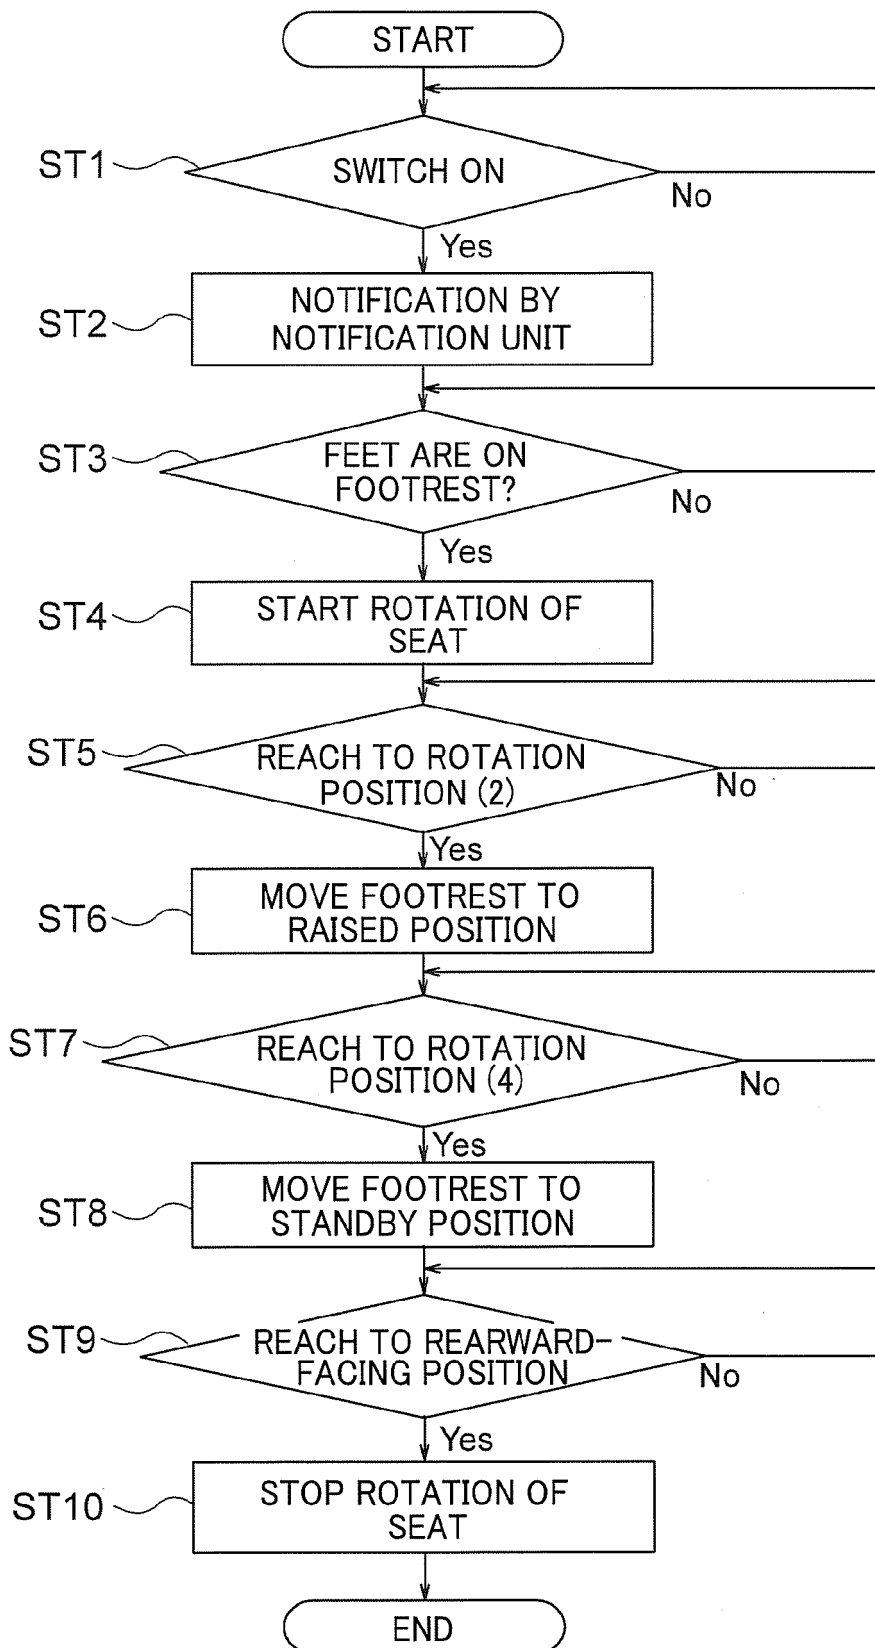 START
ST1
SWITCH ON
No
Yes
ST2
NOTIFICATION BY
NOTIFICATION UNIT
ST3
FEET ARE ON
FOOTREST?
No
Yes
ST4
START ROTATION OF
SEAT
ST5
REACH TO ROTATION
POSITION (2)
No
Yes
ST6
MOVE FOOTREST TO
RAISED POSITION
ST7
REACH TO ROTATION
POSITION (4)
No
Yes
ST8
MOVE FOOTREST TO
STANDBY POSITION
ST9
REACH TO REARWARD-
FACING POSITION
No
Yes
ST10
STOP ROTATION OF
SEAT
END